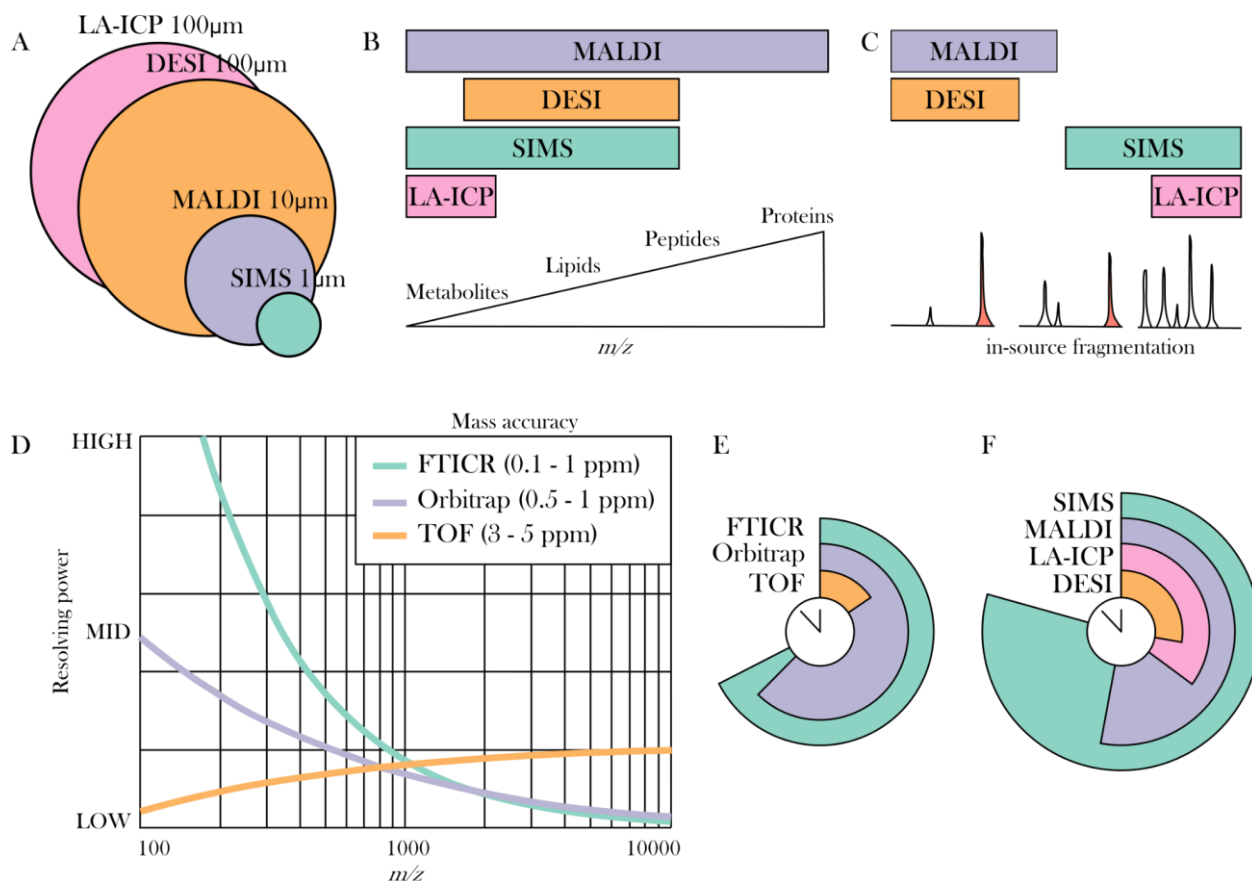 A
LA-ICP 100µm
DESI 100µm
MALDI 10µm
SIMS 1µm
B
MALDI
DESI
SIMS
LA-ICP
Proteins
Peptides
Lipids
Metabolites
m/z
C
MALDI
DESI
SIMS
LA-ICP
in-source fragmentation
D
Mass accuracy
FTICR (0.1 - 1 ppm)
Orbitrap (0.5 - 1 ppm)
TOF (3 - 5 ppm)
HIGH
MID
LOW
Resolving power
100
1000
10000
m/z
E
FTICR
Orbitrap
TOF
F
SIMS
MALDI
LA-ICP
DESI